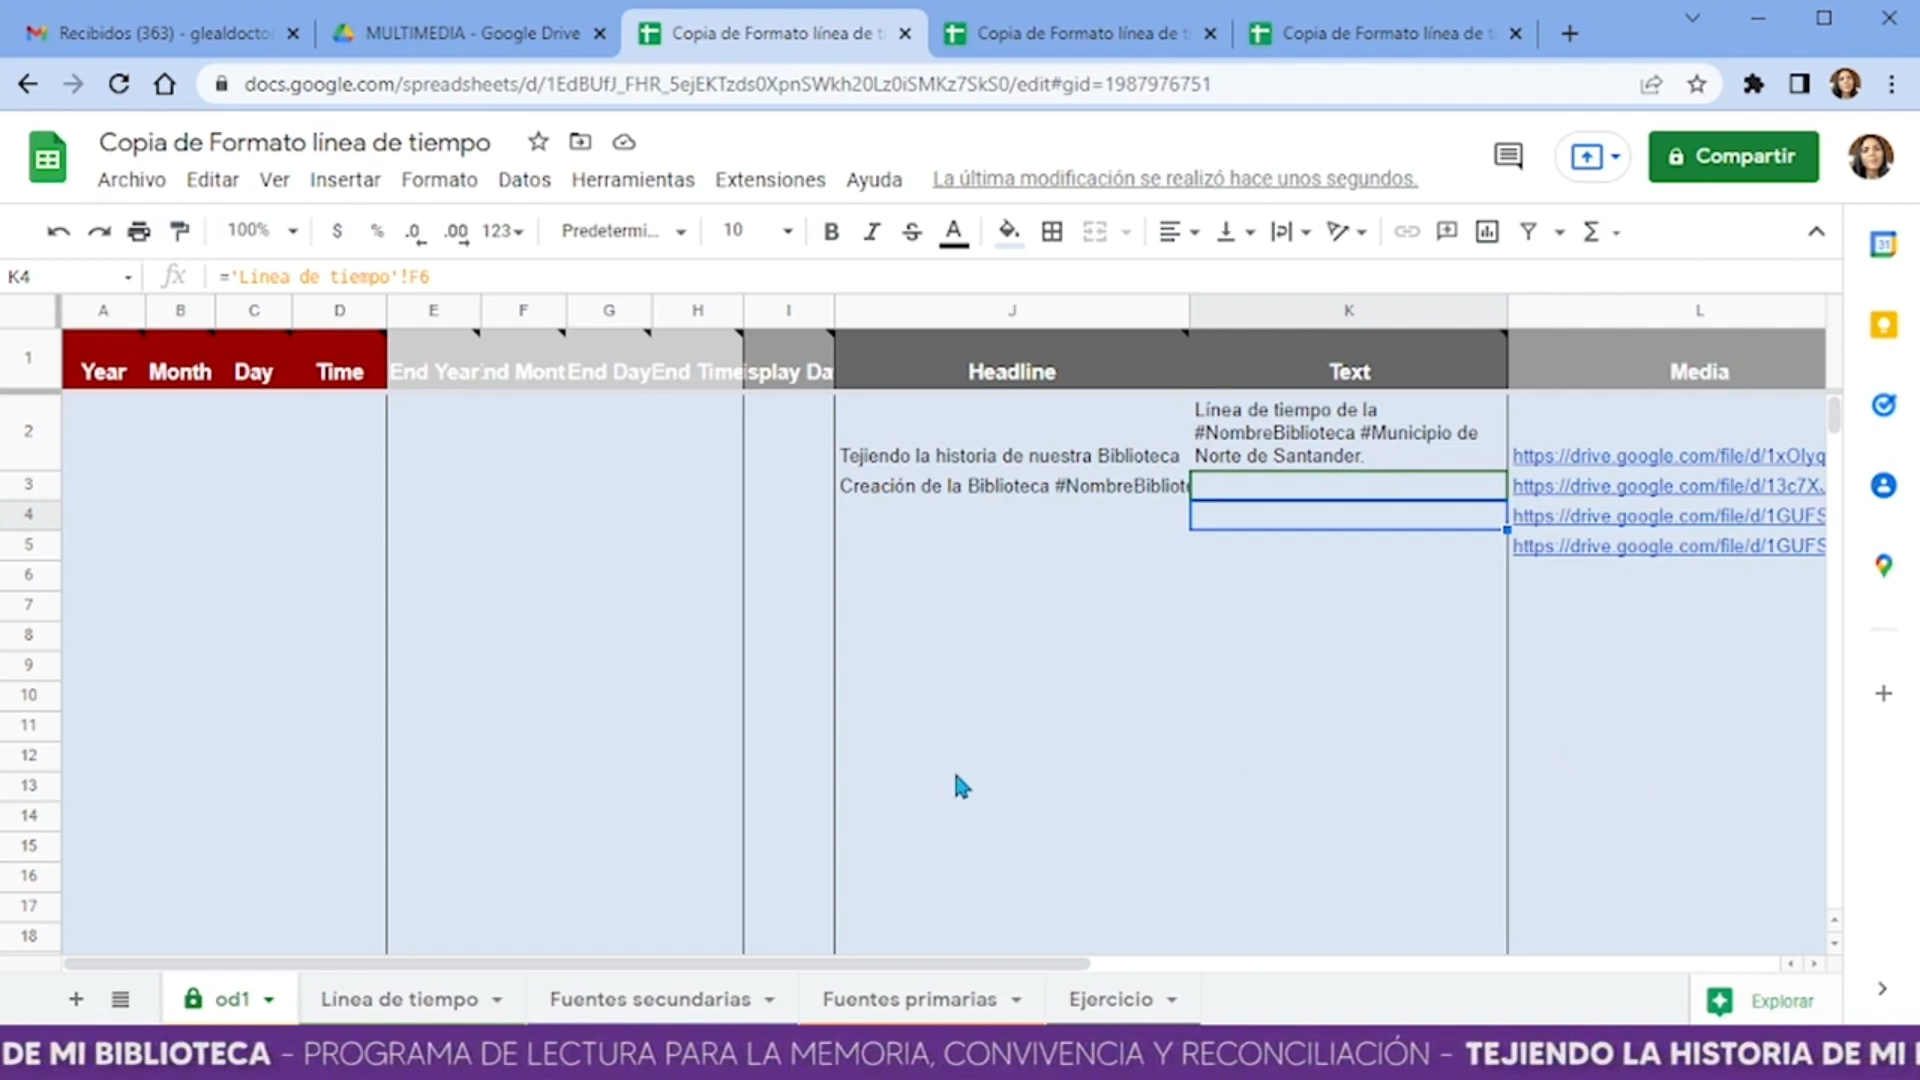 Recibidos (363) - glealdocto
MULTIMEDIA - Google Drive
Copia de Formato línea de ti
Copia de Formato línea de ti
Copia de Formato línea de ti
docs.google.com/spreadsheets/d/1EdBUfJ_FHR_5ejEKTzds0XpnSWkh20Lz0iSMKz7SkS0/edit#gid=1987976751
Copia de Formato línea de tiempo
Compartir
Archivo Editar Ver Insertar Formato Datos Herramientas Extensiones Ayuda La última modificación se realizó hace unos segundos.
100% $ % .0 .00 123 Predetermi... 10 B I S A Σ
31
K4 fx ='Línea de tiempo'!F6
A B C D E F G H I J K L
1 Year Month Day Time End Year nd Mont End Day End Time isplay Da Headline Text Media
2 Tejiendo la historia de nuestra Biblioteca
Línea de tiempo de la
#NombreBiblioteca #Municipio de
Norte de Santander.
https://drive.google.com/file/d/1xOlyq
3 Creación de la Biblioteca #NombreBibliote https://drive.google.com/file/d/13c7X
4 https://drive.google.com/file/d/1GUFS
5 https://drive.google.com/file/d/1GUFS
6
7
8
9
10
11
12
13
14
15
16
17
18
od1 Línea de tiempo Fuentes secundarias Fuentes primarias Ejercicio Explorar
DE MI BIBLIOTECA - PROGRAMA DE LECTURA PARA LA MEMORIA, CONVIVENCIA Y RECONCILIACIÓN - TEJIENDO LA HISTORIA DE MI